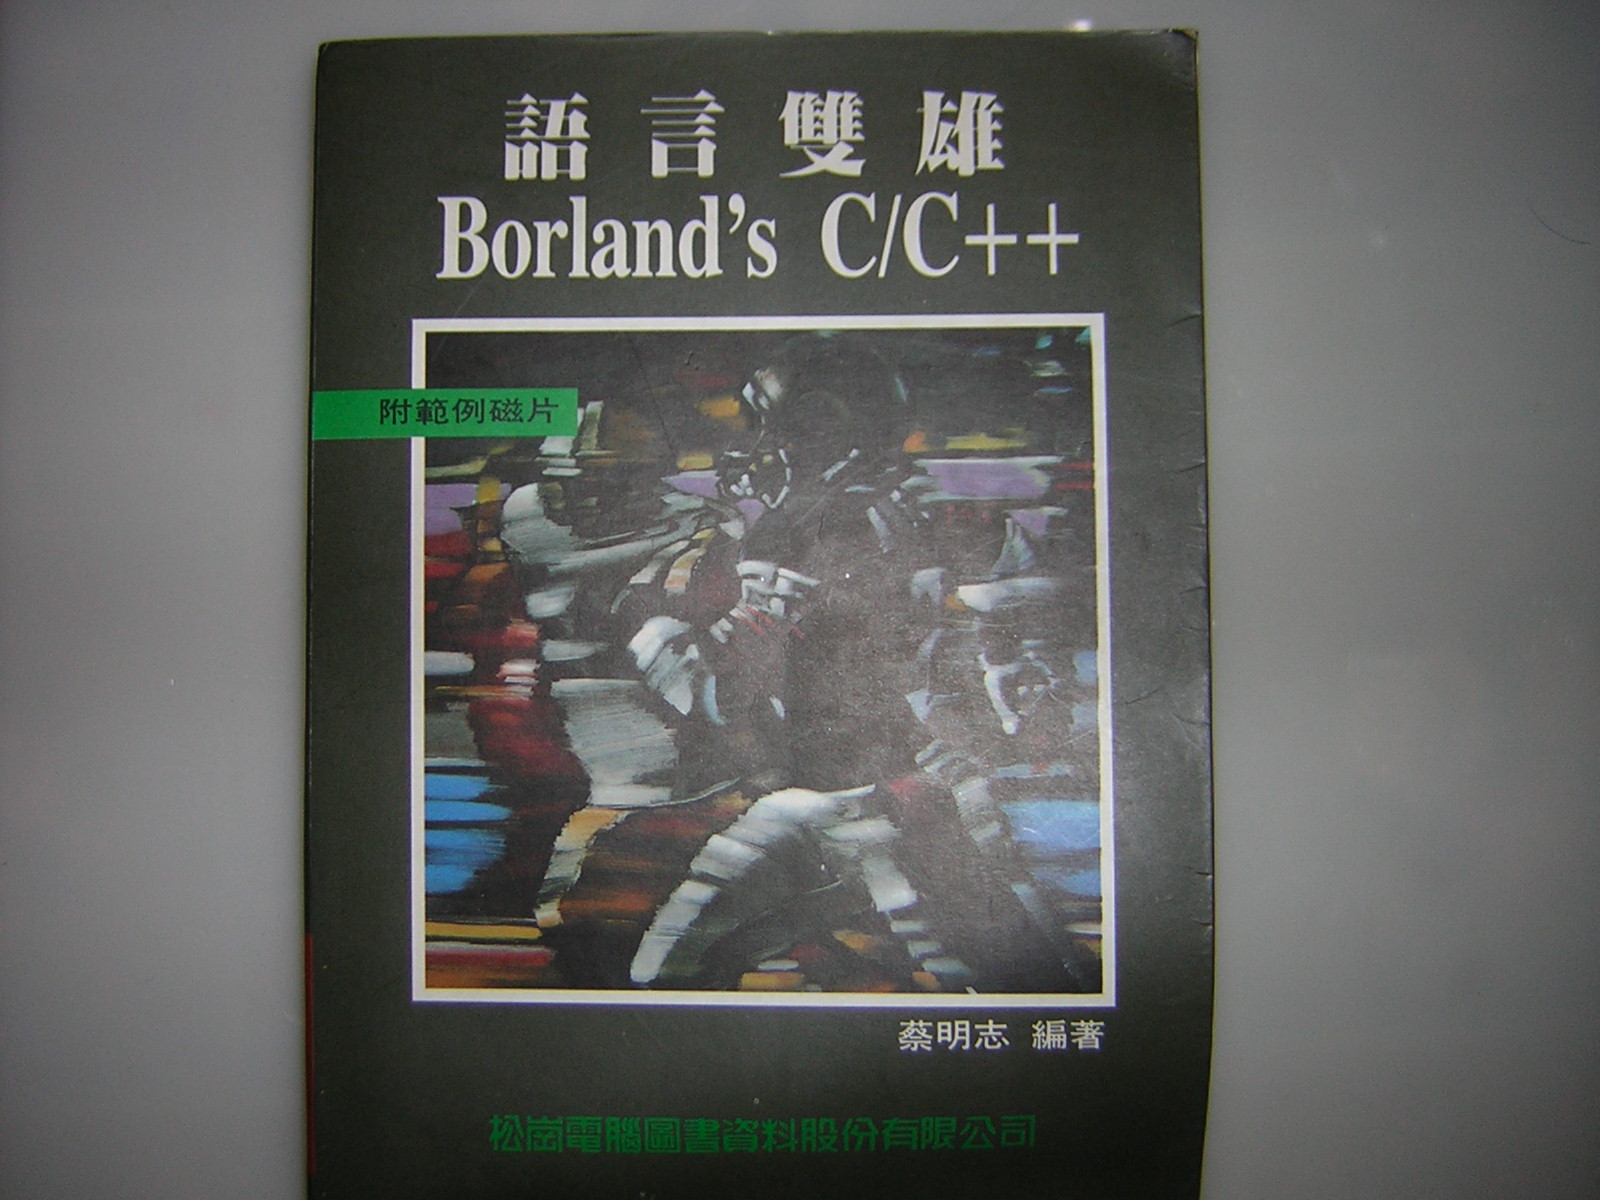 語言雙雄
Borland's C/C++
附範例磁片
蔡明志 編著
松崗電腦圖書資料股份有限公司